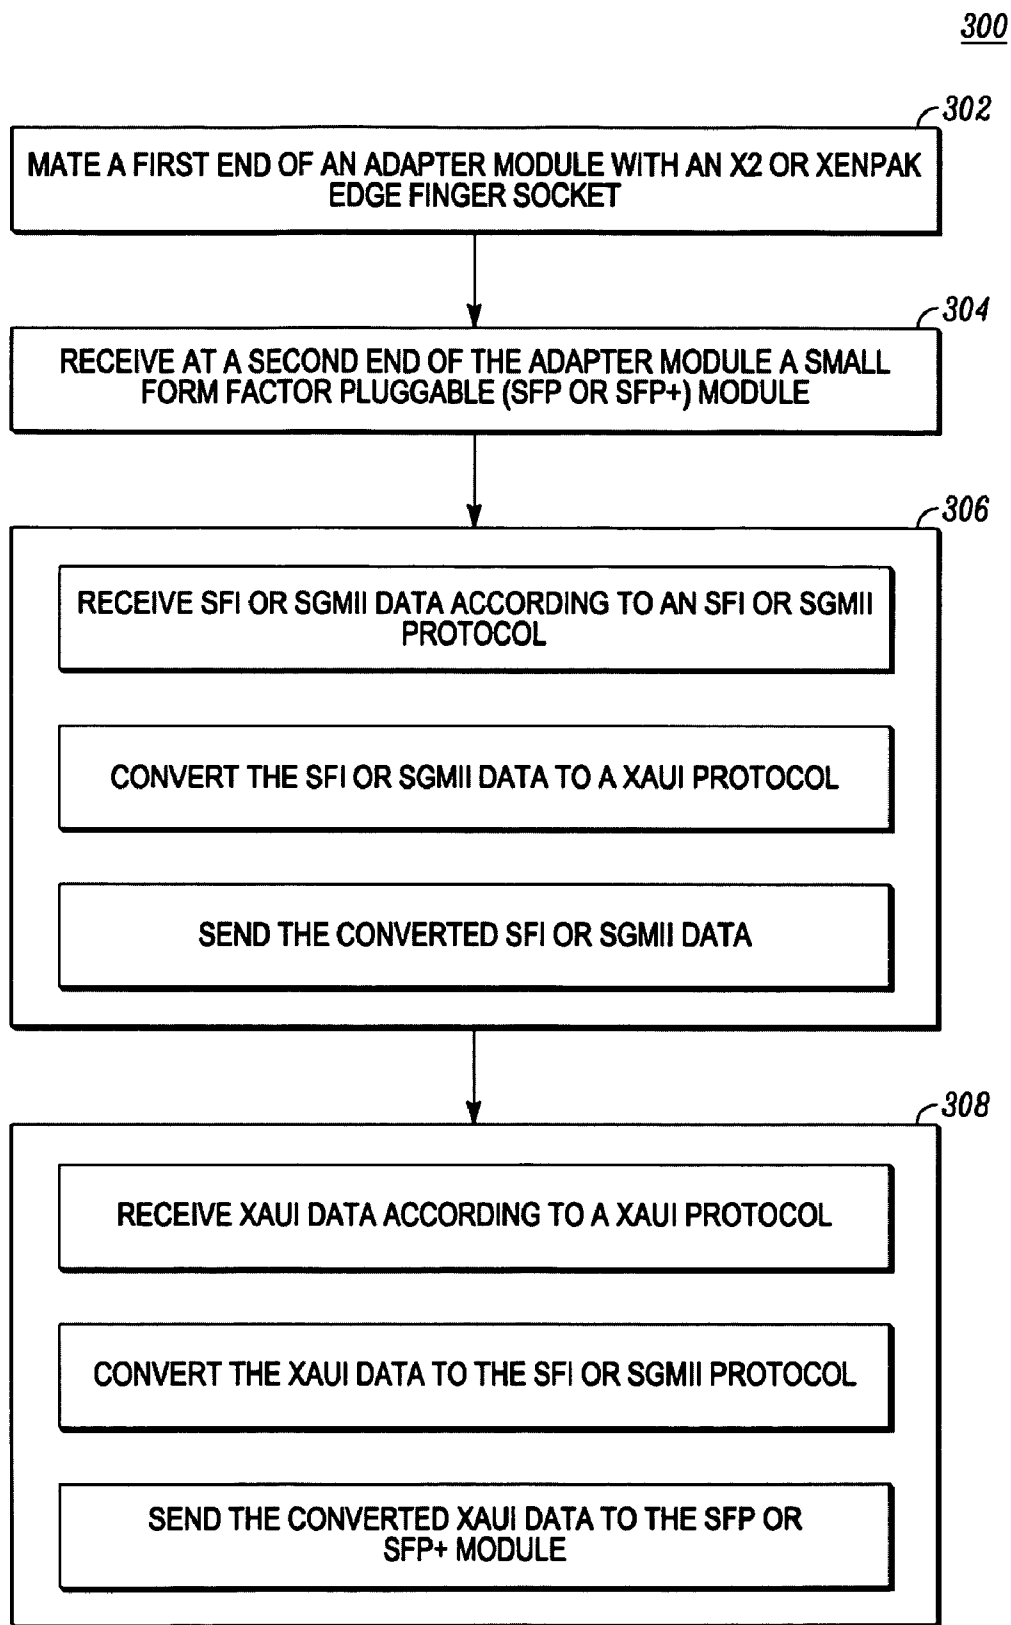 300
302
MATE A FIRST END OF AN ADAPTER MODULE WITH AN X2 OR XENPAK
EDGE FINGER SOCKET
304
RECEIVE AT A SECOND END OF THE ADAPTER MODULE A SMALL
FORM FACTOR PLUGGABLE (SFP OR SFP+) MODULE
306
RECEIVE SFI OR SGMII DATA ACCORDING TO AN SFI OR SGMII
PROTOCOL
CONVERT THE SFI OR SGMII DATA TO A XAUI PROTOCOL
SEND THE CONVERTED SFI OR SGMII DATA
308
RECEIVE XAUI DATA ACCORDING TO A XAUI PROTOCOL
CONVERT THE XAUI DATA TO THE SFI OR SGMII PROTOCOL
SEND THE CONVERTED XAUI DATA TO THE SFP OR
SFP+ MODULE